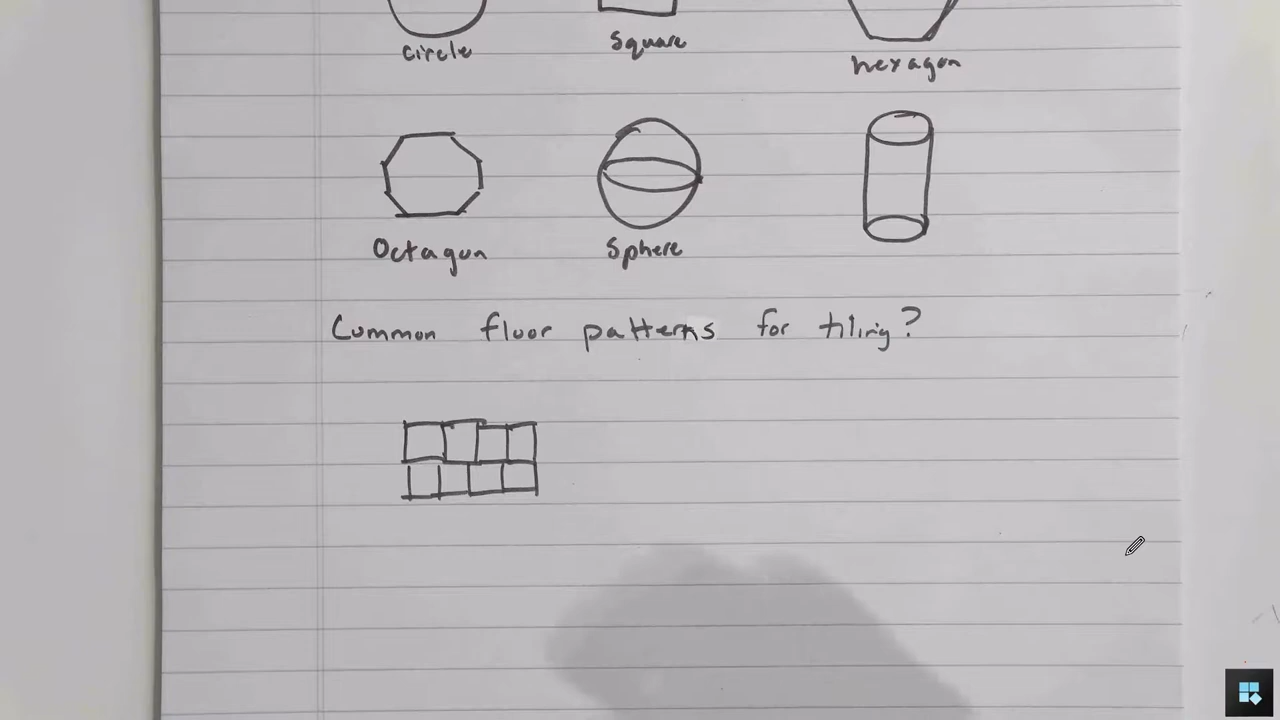 circle
Square
hexagon
Octagon
Sphere
Common floor patterns for tiling?